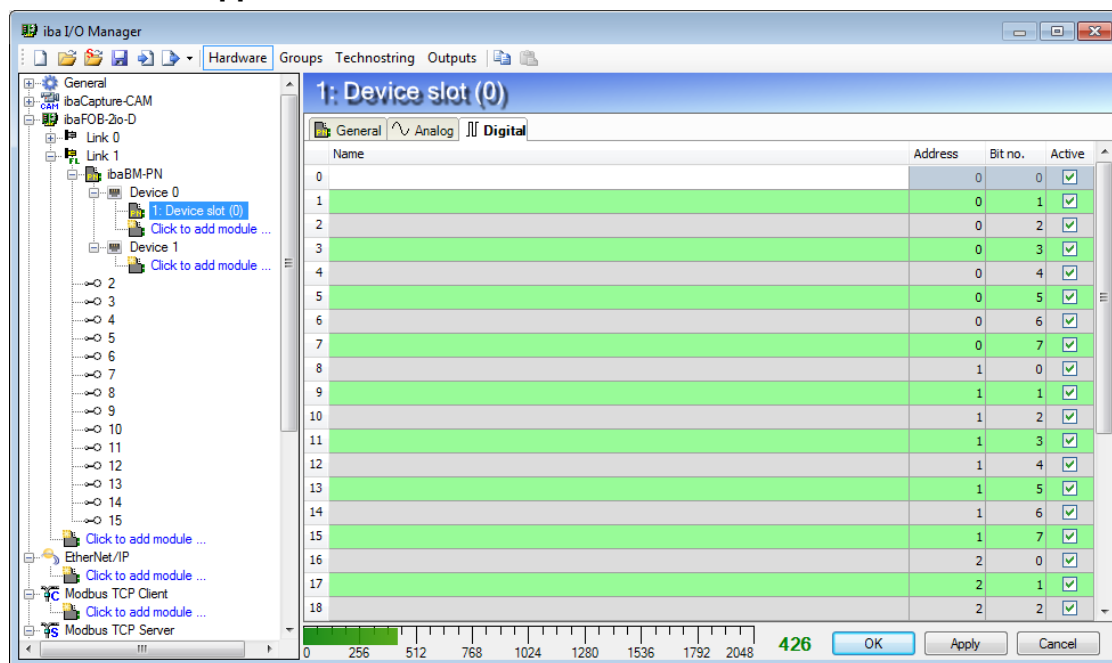 iba I/O Manager
Hardware Groups Technostring Outputs
General
ibaCapture-CAM
ibaFOB-2io-D
Link 0
Link 1
ibaBM-PN
Device 0
1: Device slot (0)
Click to add module ...
Device 1
Click to add module ...
2
3
4
5
6
7
8
9
10
11
12
13
14
15
Click to add module ...
EtherNet/IP
Click to add module ...
Modbus TCP Client
Click to add module ...
Modbus TCP Server
1: Device slot (0)
General Analog Digital
Name Address Bit no. Active
0 0 0
1 0 1
2 0 2
3 0 3
4 0 4
5 0 5
6 0 6
7 0 7
8 1 0
9 1 1
10 1 2
11 1 3
12 1 4
13 1 5
14 1 6
15 1 7
16 2 0
17 2 1
18 2 2
0 256 512 768 1024 1280 1536 1792 2048
426 OK Apply Cancel